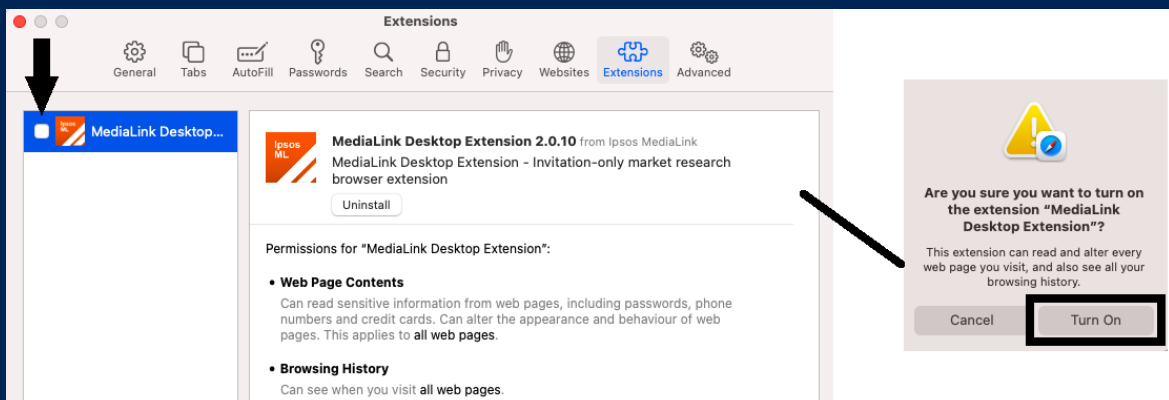 Extensions
General Tabs AutoFill Passwords Search Security Privacy Websites Extensions Advanced
Ipsos
ML
MediaLink Desktop...
Ipsos
ML
MediaLink Desktop Extension 2.0.10 from Ipsos MediaLink
MediaLink Desktop Extension - Invitation-only market research
browser extension
Uninstall
Permissions for “MediaLink Desktop Extension”:
• Web Page Contents
Can read sensitive information from web pages, including passwords, phone
numbers and credit cards. Can alter the appearance and behaviour of web
pages. This applies to all web pages.
• Browsing History
Can see when you visit all web pages.
Are you sure you want to turn on
the extension “MediaLink
Desktop Extension”?
This extension can read and alter every
web page you visit, and also see all your
browsing history.
Cancel Turn On